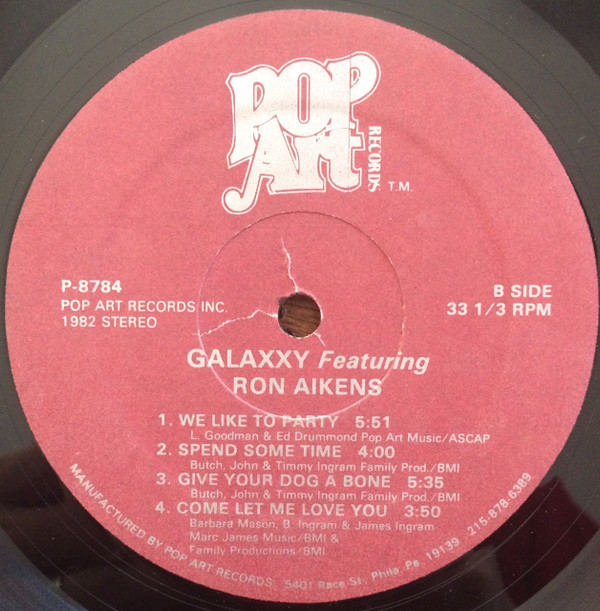 POP
ART
RECORDS
T.M.
P-8784
POP ART RECORDS INC.
1982 STEREO
B SIDE
33 1/3 RPM
GALAXXY Featuring
RON AIKENS
1. WE LIKE TO PARTY 5:51
L. Goodman & Ed Drummond Pop Art Music/ASCAP
2. SPEND SOME TIME 4:00
Butch, John & Timmy Ingram Family Prod./BMI
3. GIVE YOUR DOG A BONE 5:35
Butch, John & Timmy Ingram Family Prod./BMI
4. COME LET ME LOVE YOU 3:50
Barbara Mason, B. Ingram & James Ingram
Marc James Music/BMI &
Family Productions/BMI
MANUFACTURED BY POP ART RECORDS, 5401 Race St., Phila, Pa 19139 215-878-6389